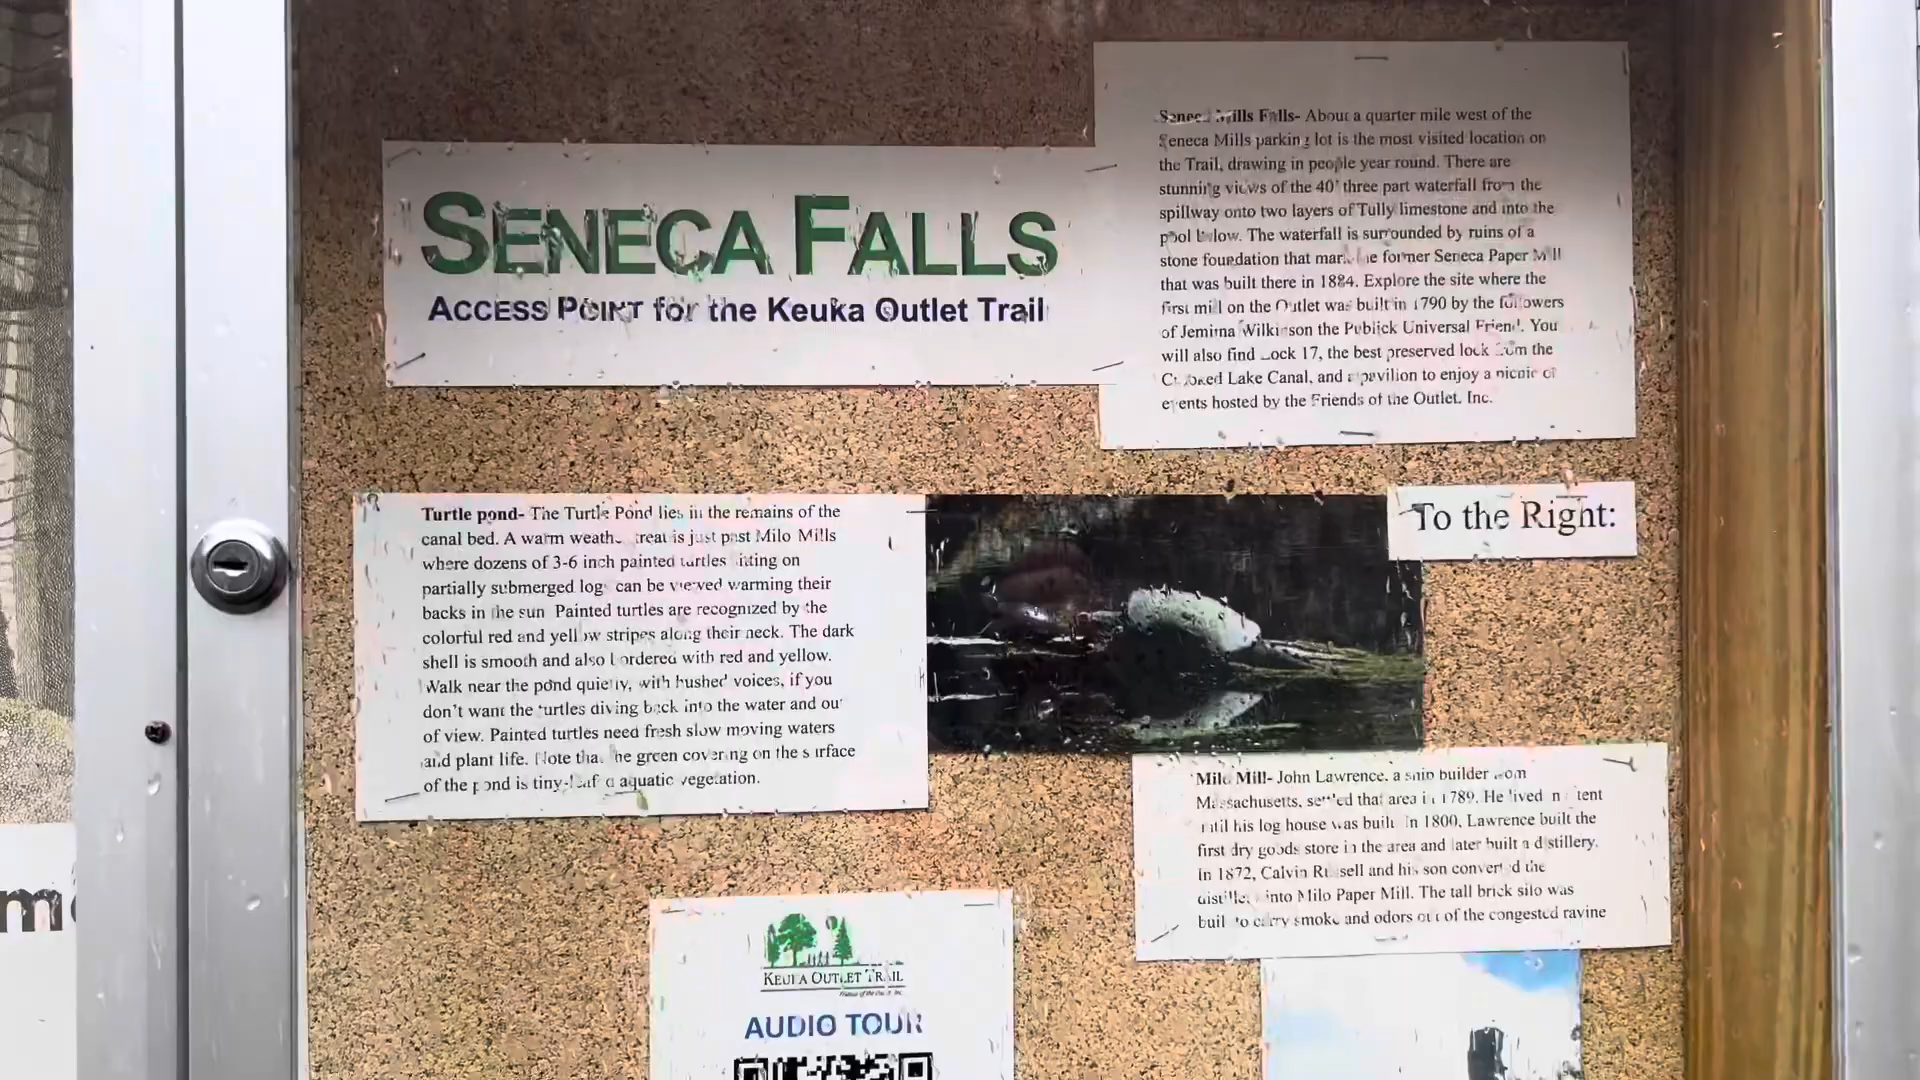 SENECA FALLS
ACCESS POINT for the Keuka Outlet Trail
Seneca Mills Falls- About a quarter mile west of the
Seneca Mills parking lot is the most visited location on
the Trail, drawing in people year round. There are
stunning views of the 40' three part waterfall from the
spillway onto two layers of Tully limestone and into the
pool below. The waterfall is surrounded by ruins of a
stone foundation that mark the former Seneca Paper Mill
that was built there in 1884. Explore the site where the
first mill on the Outlet was built in 1790 by the followers
of Jemima Wilkinson the Publick Universal Friend. You
will also find Lock 17, the best preserved lock from the
Crooked Lake Canal, and a pavilion to enjoy a picnic or
events hosted by the Friends of the Outlet, Inc.
Turtle pond- The Turtle Pond lies in the remains of the
canal bed. A warm weather treat is just past Milo Mills
where dozens of 3-6 inch painted turtles sitting on
partially submerged logs can be viewed warming their
backs in the sun. Painted turtles are recognized by the
colorful red and yellow stripes along their neck. The dark
shell is smooth and also bordered with red and yellow.
Walk near the pond quietly, with hushed voices, if you
don't want the turtles diving back into the water and out
of view. Painted turtles need fresh slow moving waters
and plant life. Note that the green covering on the surface
of the pond is tiny-leafed aquatic vegetation.
To the Right:
Milo Mill- John Lawrence, a ship builder from
Massachusetts, settled that area in 1789. He lived in tent
until his log house was built. In 1800, Lawrence built the
first dry goods store in the area and later built a distillery.
In 1872, Calvin Russell and his son converted the
distillery into Milo Paper Mill. The tall brick silo was
built to carry smoke and odors out of the congested ravine
KEUKA OUTLET TRAIL
Friends of the Outlet Inc.
AUDIO TOUR